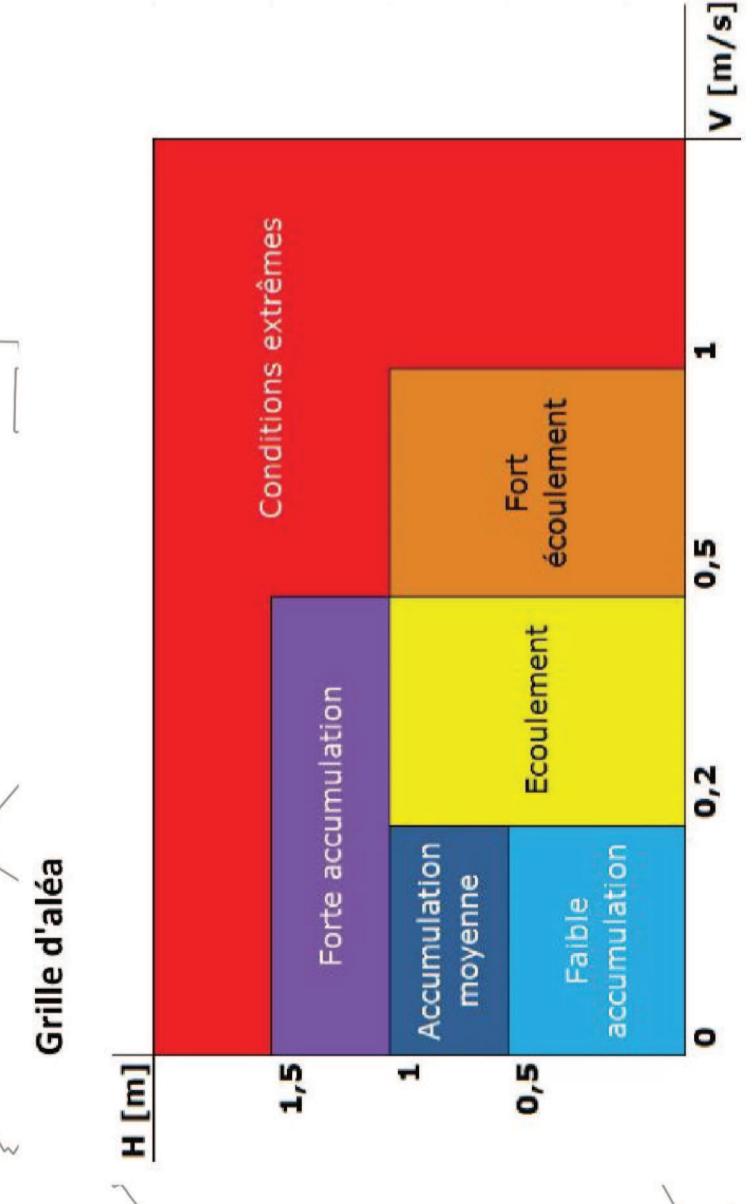 Grille d'aléa
H [m]
Conditions extrêmes
1,5
Forte accumulation
1
Accumulation
moyenne
Ecoulement
Fort
écoulement
0,5
Faible
accumulation
0
0,2
0,5
1
V [m/s]